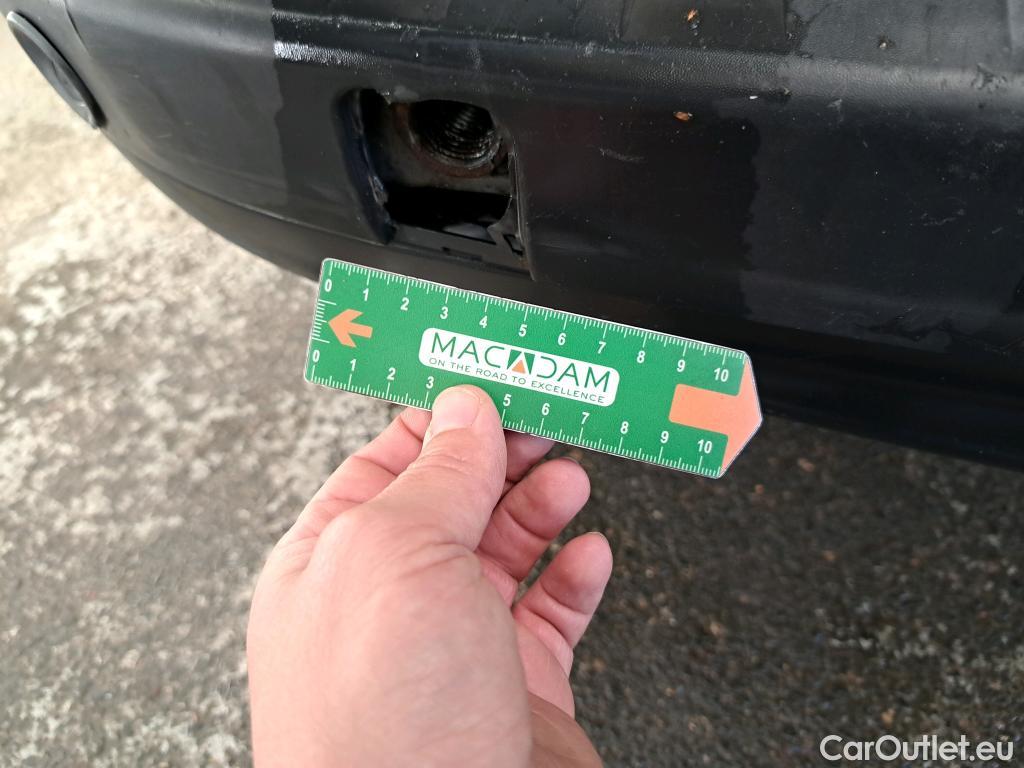 0 1 2 3 4 5 6 7 8 9 10
MACADAM
ON THE ROAD TO EXCELLENCE
0 1 2 3 5 6 7 8 9 10
CarOutlet.eu